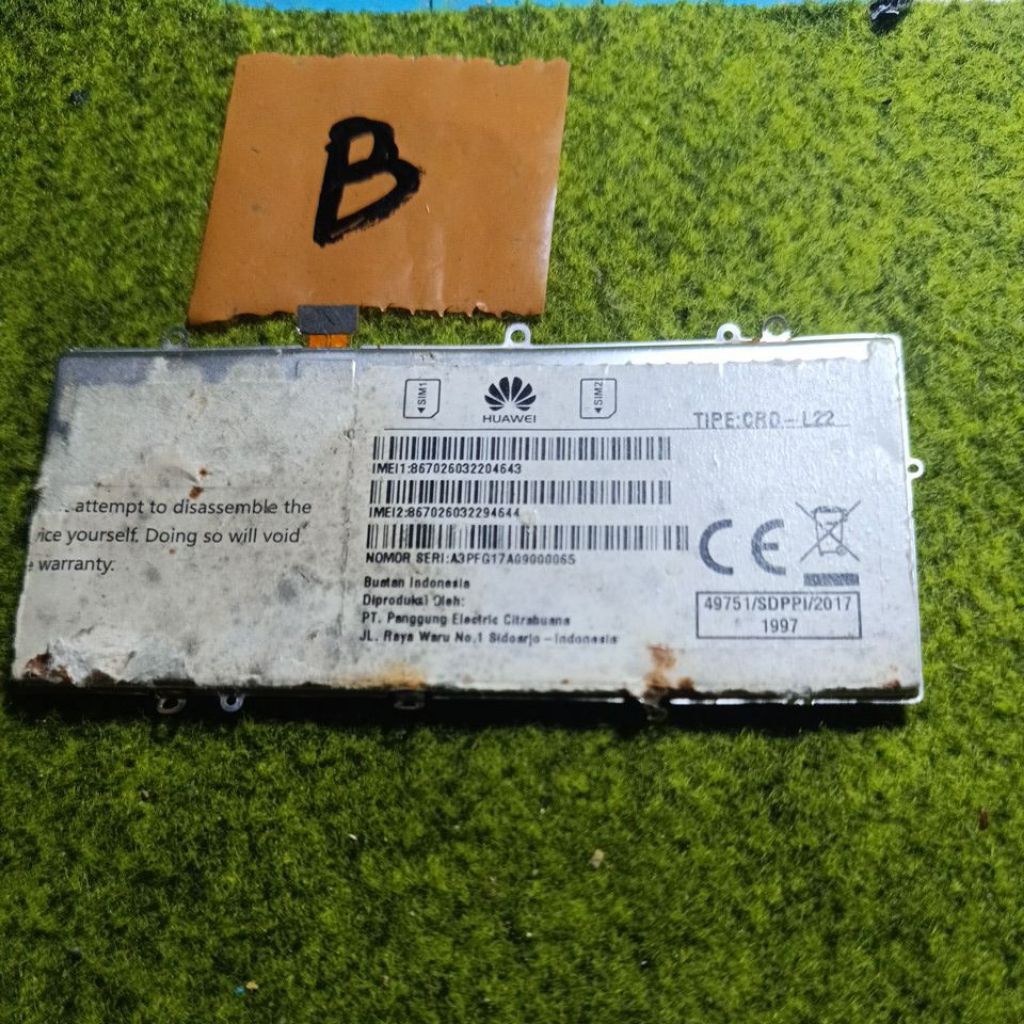 B
SIM1
HUAWEI
SIM2
TIPE:CRD-L22
IMEI1:867026032204643
IMEI2:867026032294644
NOMOR SERI:A3PFG17A09000065
Buatan Indonesia
Diproduksi Oleh:
PT. Panggung Electric Citrabuana
JL. Raya Waru No.1 Sidoarjo-Indonesia
CE
49751/SDPPI/2017
1997
attempt to disassemble the
vice yourself. Doing so will void
warranty.